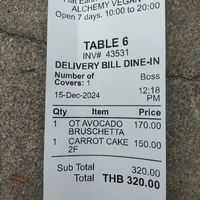 Flat Earth
ALCHEMY VEGAN
Open 7 days. 10:00 to 20:00
TABLE 6
INV# 43531
DELIVERY BILL DINE-IN
Number of Boss
Covers: 1
15-Dec-2024 12:18
PM
Qty Item Price
1 OT AVOCADO 170.00
BRUSCHETTA
1 CARROT CAKE 150.00
2F
Sub Total 320.00
Total THB 320.00